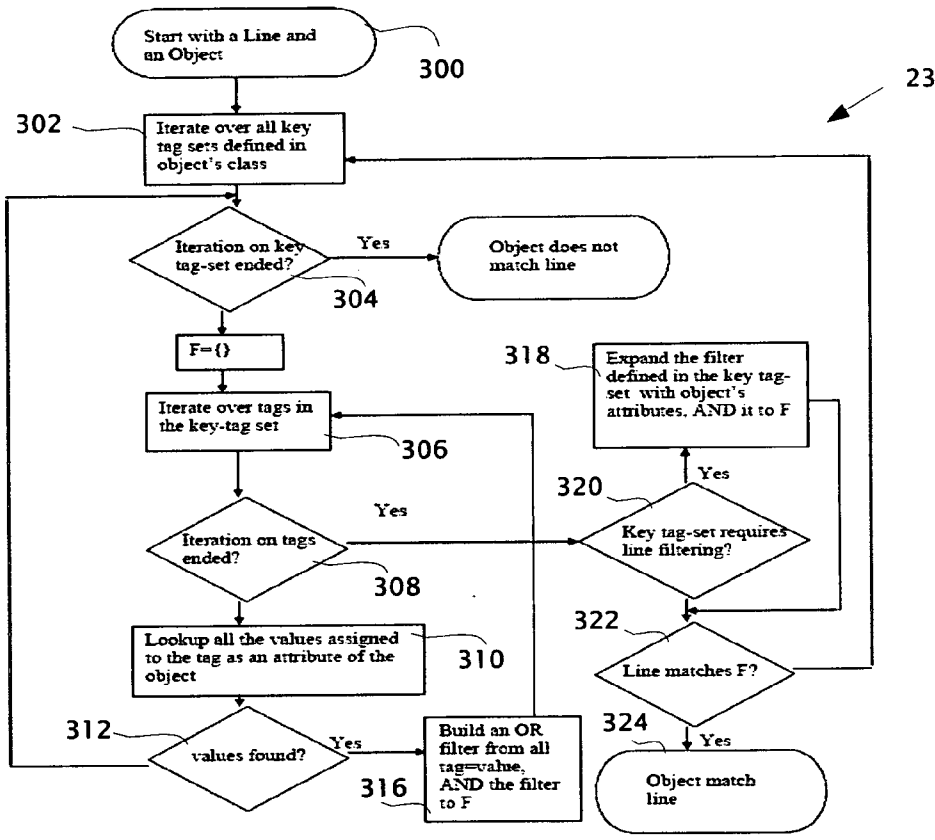 Start with a Line and
an Object
300
23
302
Iterate over all key
tag sets defined in
object's class
Iteration on key
tag-set ended?
304
Yes
Object does not
match line
F={}
Iterate over tags in
the key-tag set
306
318
Expand the filter
defined in the key tag-
set with object's
attributes, AND it to F
Yes
320
Key tag-set requires
line filtering?
Yes
Iteration on tags
ended?
308
Lookup all the values assigned
to the tag as an attribute of the
object
310
322
Line matches F?
312
values found?
Yes
Build an OR
filter from all
tag=value,
AND the filter
to F
316
324
Yes
Object match
line